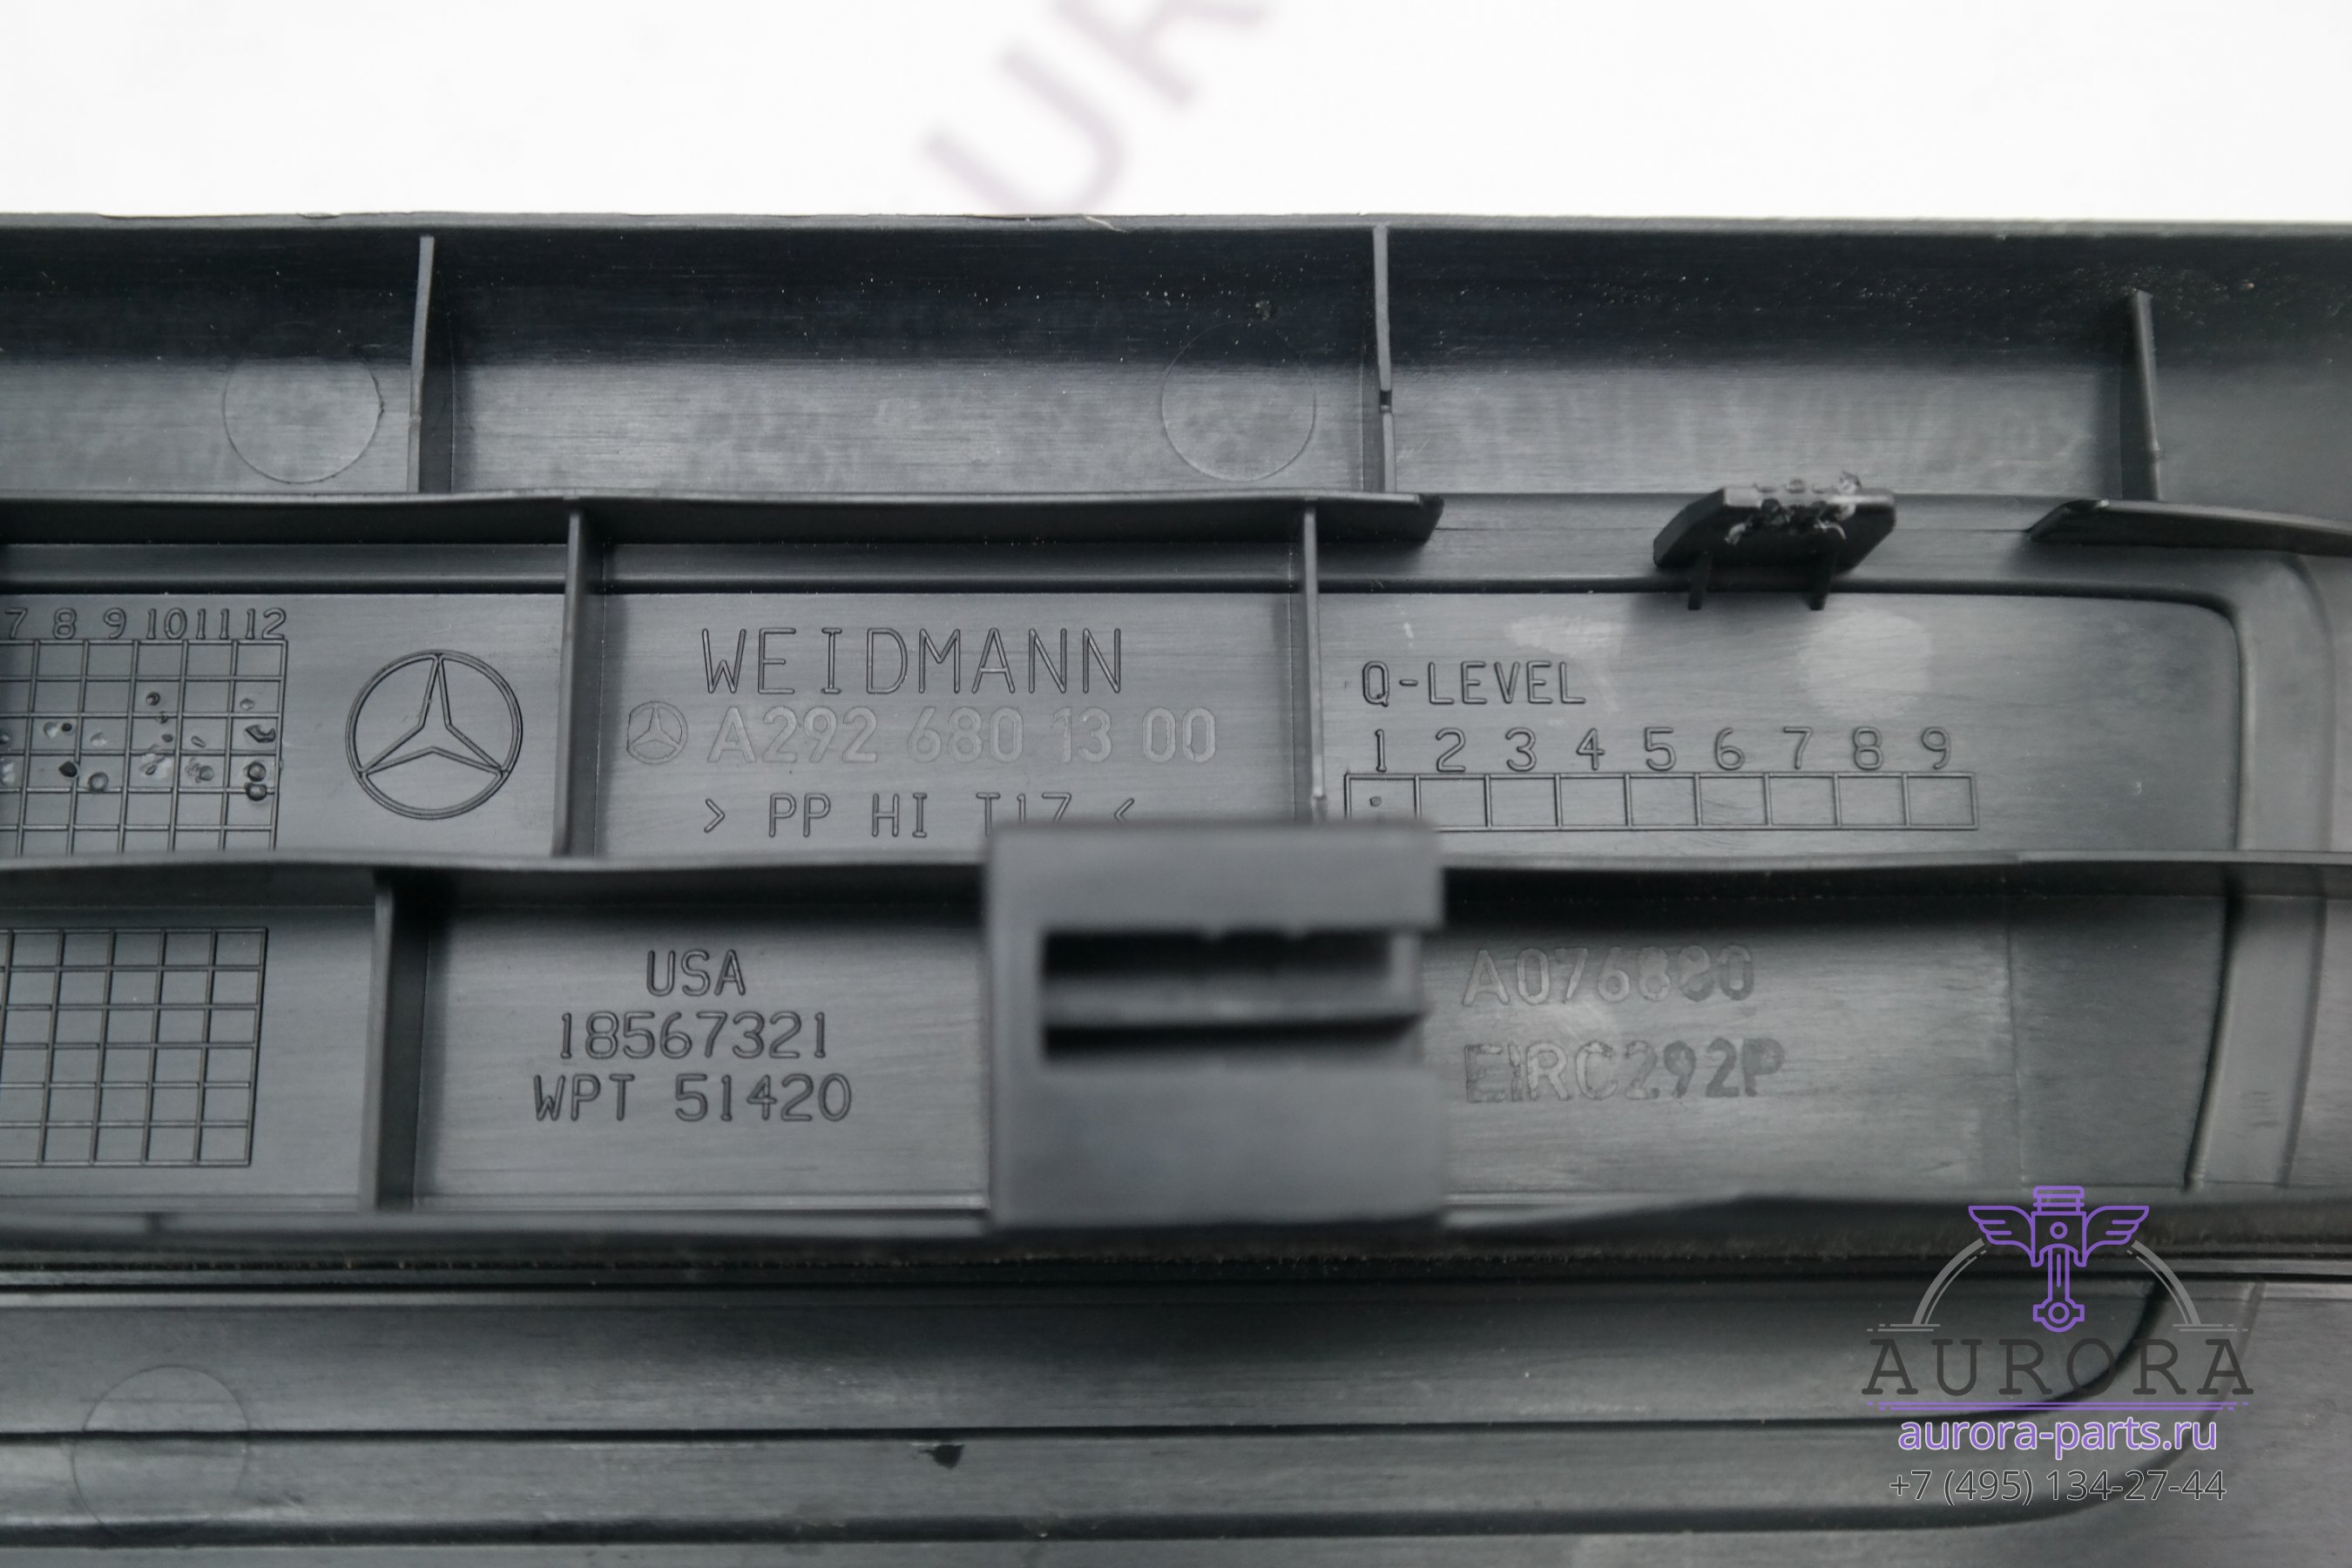 UR
7 8 9 10 11 12
WEIDMANN
A292 680 13 00
> PP HI T17 <
Q-LEVEL
1 2 3 4 5 6 7 8 9
USA
18567321
WPT 51420
A076880
EIRC292P
AURORA
aurora-parts.ru
+7 (495) 134-27-44